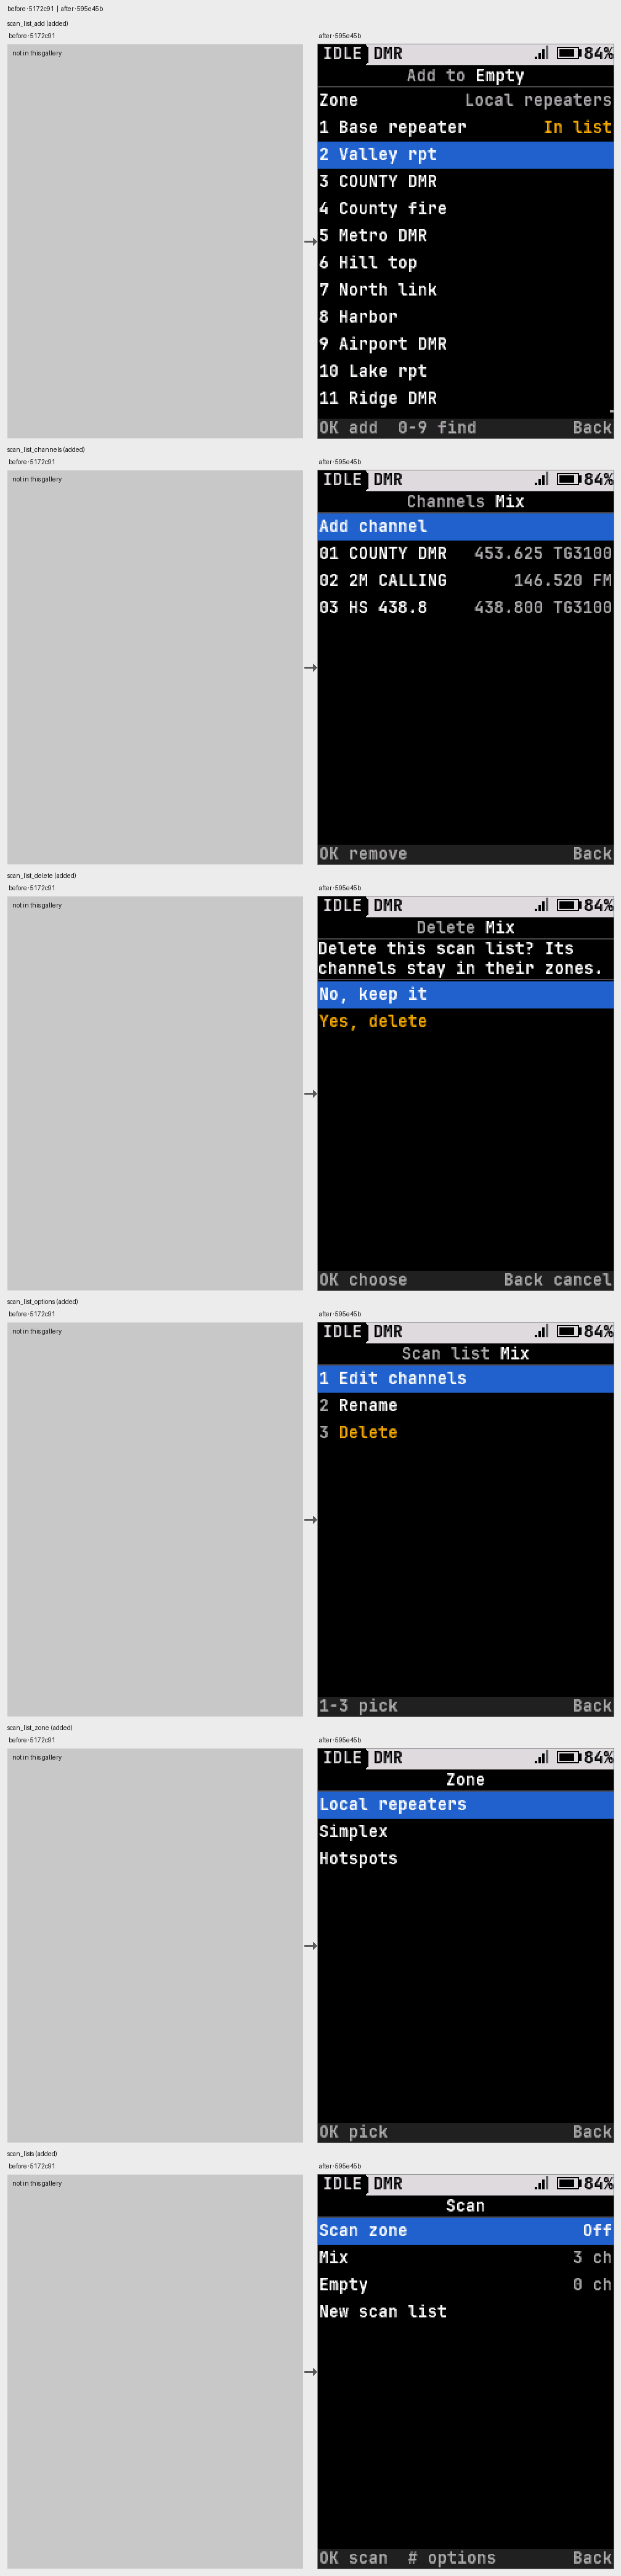 before · 5172c91 | after · 595e45b
scan_list_add (added)
before · 5172c91
after · 595e45b
not in this gallery
→
IDLE DMR 84%
Add to Empty
Zone Local repeaters
1 Base repeater In list
2 Valley rpt
3 COUNTY DMR
4 County fire
5 Metro DMR
6 Hill top
7 North link
8 Harbor
9 Airport DMR
10 Lake rpt
11 Ridge DMR
OK add 0-9 find Back
scan_list_channels (added)
before · 5172c91
after · 595e45b
not in this gallery
→
IDLE DMR 84%
Channels Mix
Add channel
01 COUNTY DMR 453.625 TG3100
02 2M CALLING 146.520 FM
03 HS 438.8 438.800 TG3100
OK remove Back
scan_list_delete (added)
before · 5172c91
after · 595e45b
not in this gallery
→
IDLE DMR 84%
Delete Mix
Delete this scan list? Its
channels stay in their zones.
No, keep it
Yes, delete
OK choose Back cancel
scan_list_options (added)
before · 5172c91
after · 595e45b
not in this gallery
→
IDLE DMR 84%
Scan list Mix
1 Edit channels
2 Rename
3 Delete
1-3 pick Back
scan_list_zone (added)
before · 5172c91
after · 595e45b
not in this gallery
→
IDLE DMR 84%
Zone
Local repeaters
Simplex
Hotspots
OK pick Back
scan_lists (added)
before · 5172c91
after · 595e45b
not in this gallery
→
IDLE DMR 84%
Scan
Scan zone Off
Mix 3 ch
Empty 0 ch
New scan list
OK scan # options Back